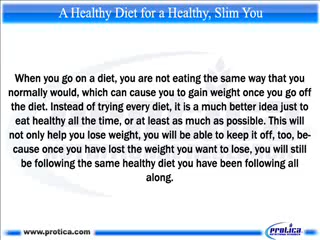 A Healthy Diet for a Healthy, Slim You
When you go on a diet, you are not eating the same way that you
normally would, which can cause you to gain weight once you go off
the diet. Instead of trying every diet, it is a much better idea just to
eat healthy all the time, or at least as much as possible. This will
not only help you lose weight, you will be able to keep it off, too, be-
cause once you have lost the weight you want to lose, you will still
be following the same healthy diet you have been following all
along.
www.protica.com
protica